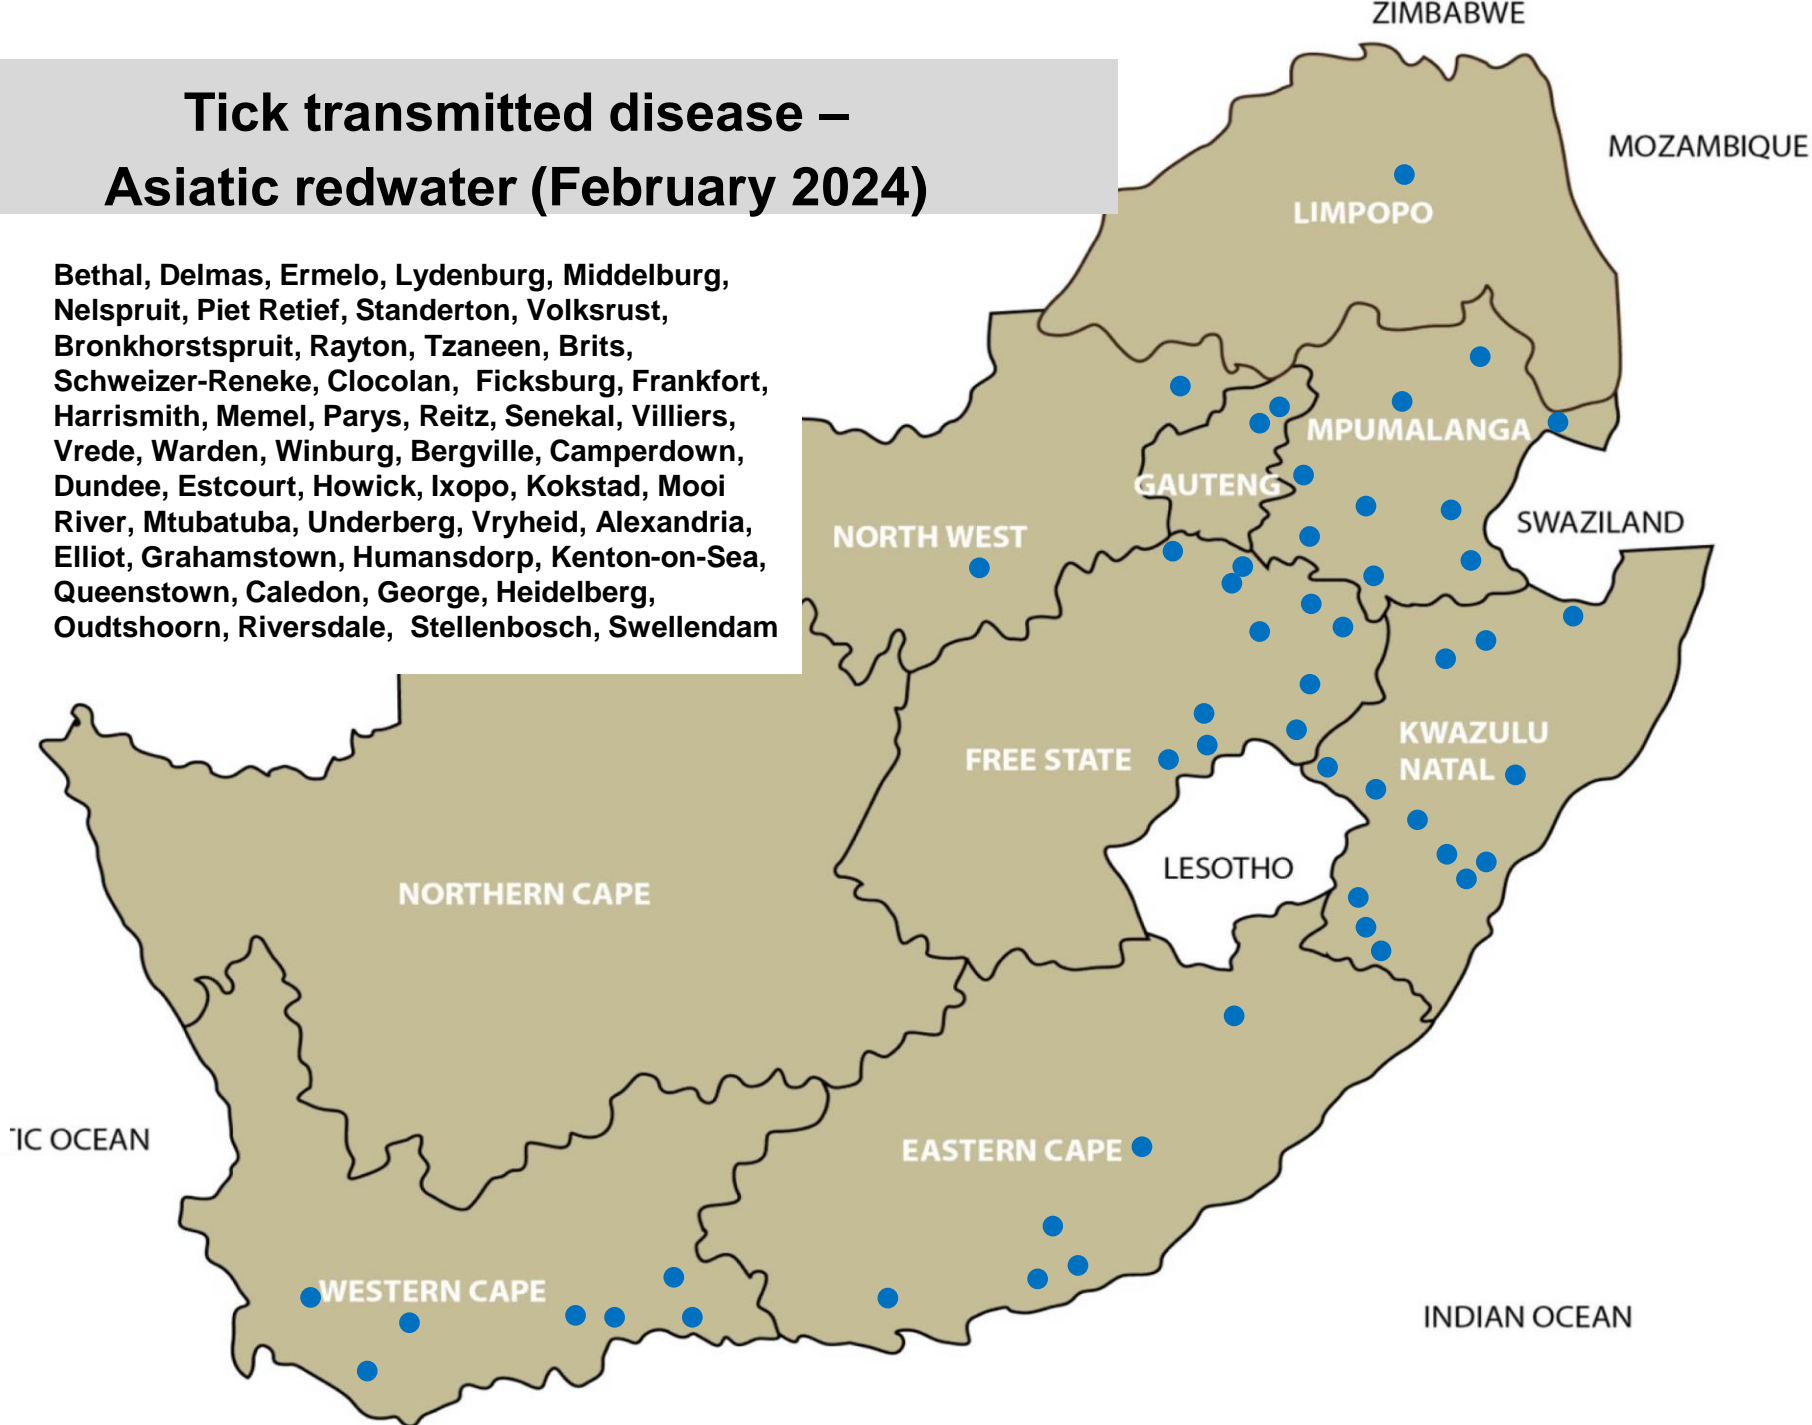 ZIMBABWE
Tick transmitted disease –
Asiatic redwater (February 2024)
MOZAMBIQUE
LIMPOPO
Bethal, Delmas, Ermelo, Lydenburg, Middelburg,
Nelspruit, Piet Retief, Standerton, Volksrust,
Bronkhorstspruit, Rayton, Tzaneen, Brits,
Schweizer-Reneke, Clocolan, Ficksburg, Frankfort,
Harrismith, Memel, Parys, Reitz, Senekal, Villiers,
Vrede, Warden, Winburg, Bergville, Camperdown,
Dundee, Estcourt, Howick, Ixopo, Kokstad, Mooi
River, Mtubatuba, Underberg, Vryheid, Alexandria,
Elliot, Grahamstown, Humansdorp, Kenton-on-Sea,
Queenstown, Caledon, George, Heidelberg,
Oudtshoorn, Riversdale, Stellenbosch, Swellendam
MPUMALANGA
GAUTENG
SWAZILAND
NORTH WEST
KWAZULU
NATAL
FREE STATE
LESOTHO
NORTHERN CAPE
TIC OCEAN
EASTERN CAPE
WESTERN CAPE
INDIAN OCEAN